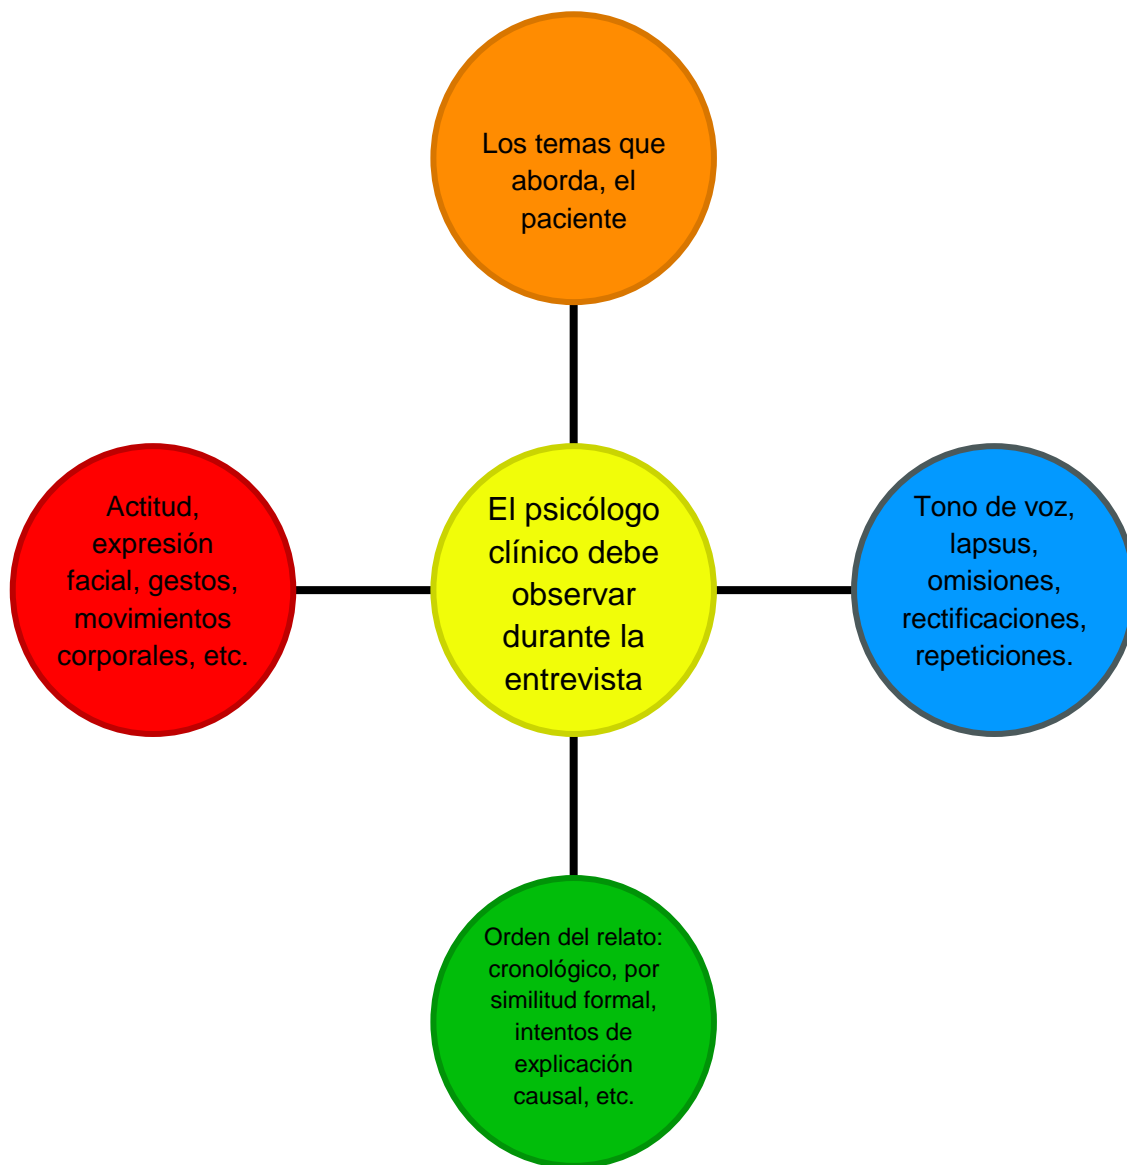 Los temas que
aborda, el
paciente
Actitud,
expresión
facial, gestos,
movimientos
corporales, etc.
El psicólogo
clínico debe
observar
durante la
entrevista
Tono de voz,
lapsus,
omisiones,
rectificaciones,
repeticiones.
Orden del relato:
cronológico, por
similitud formal,
intentos de
explicación
causal, etc.